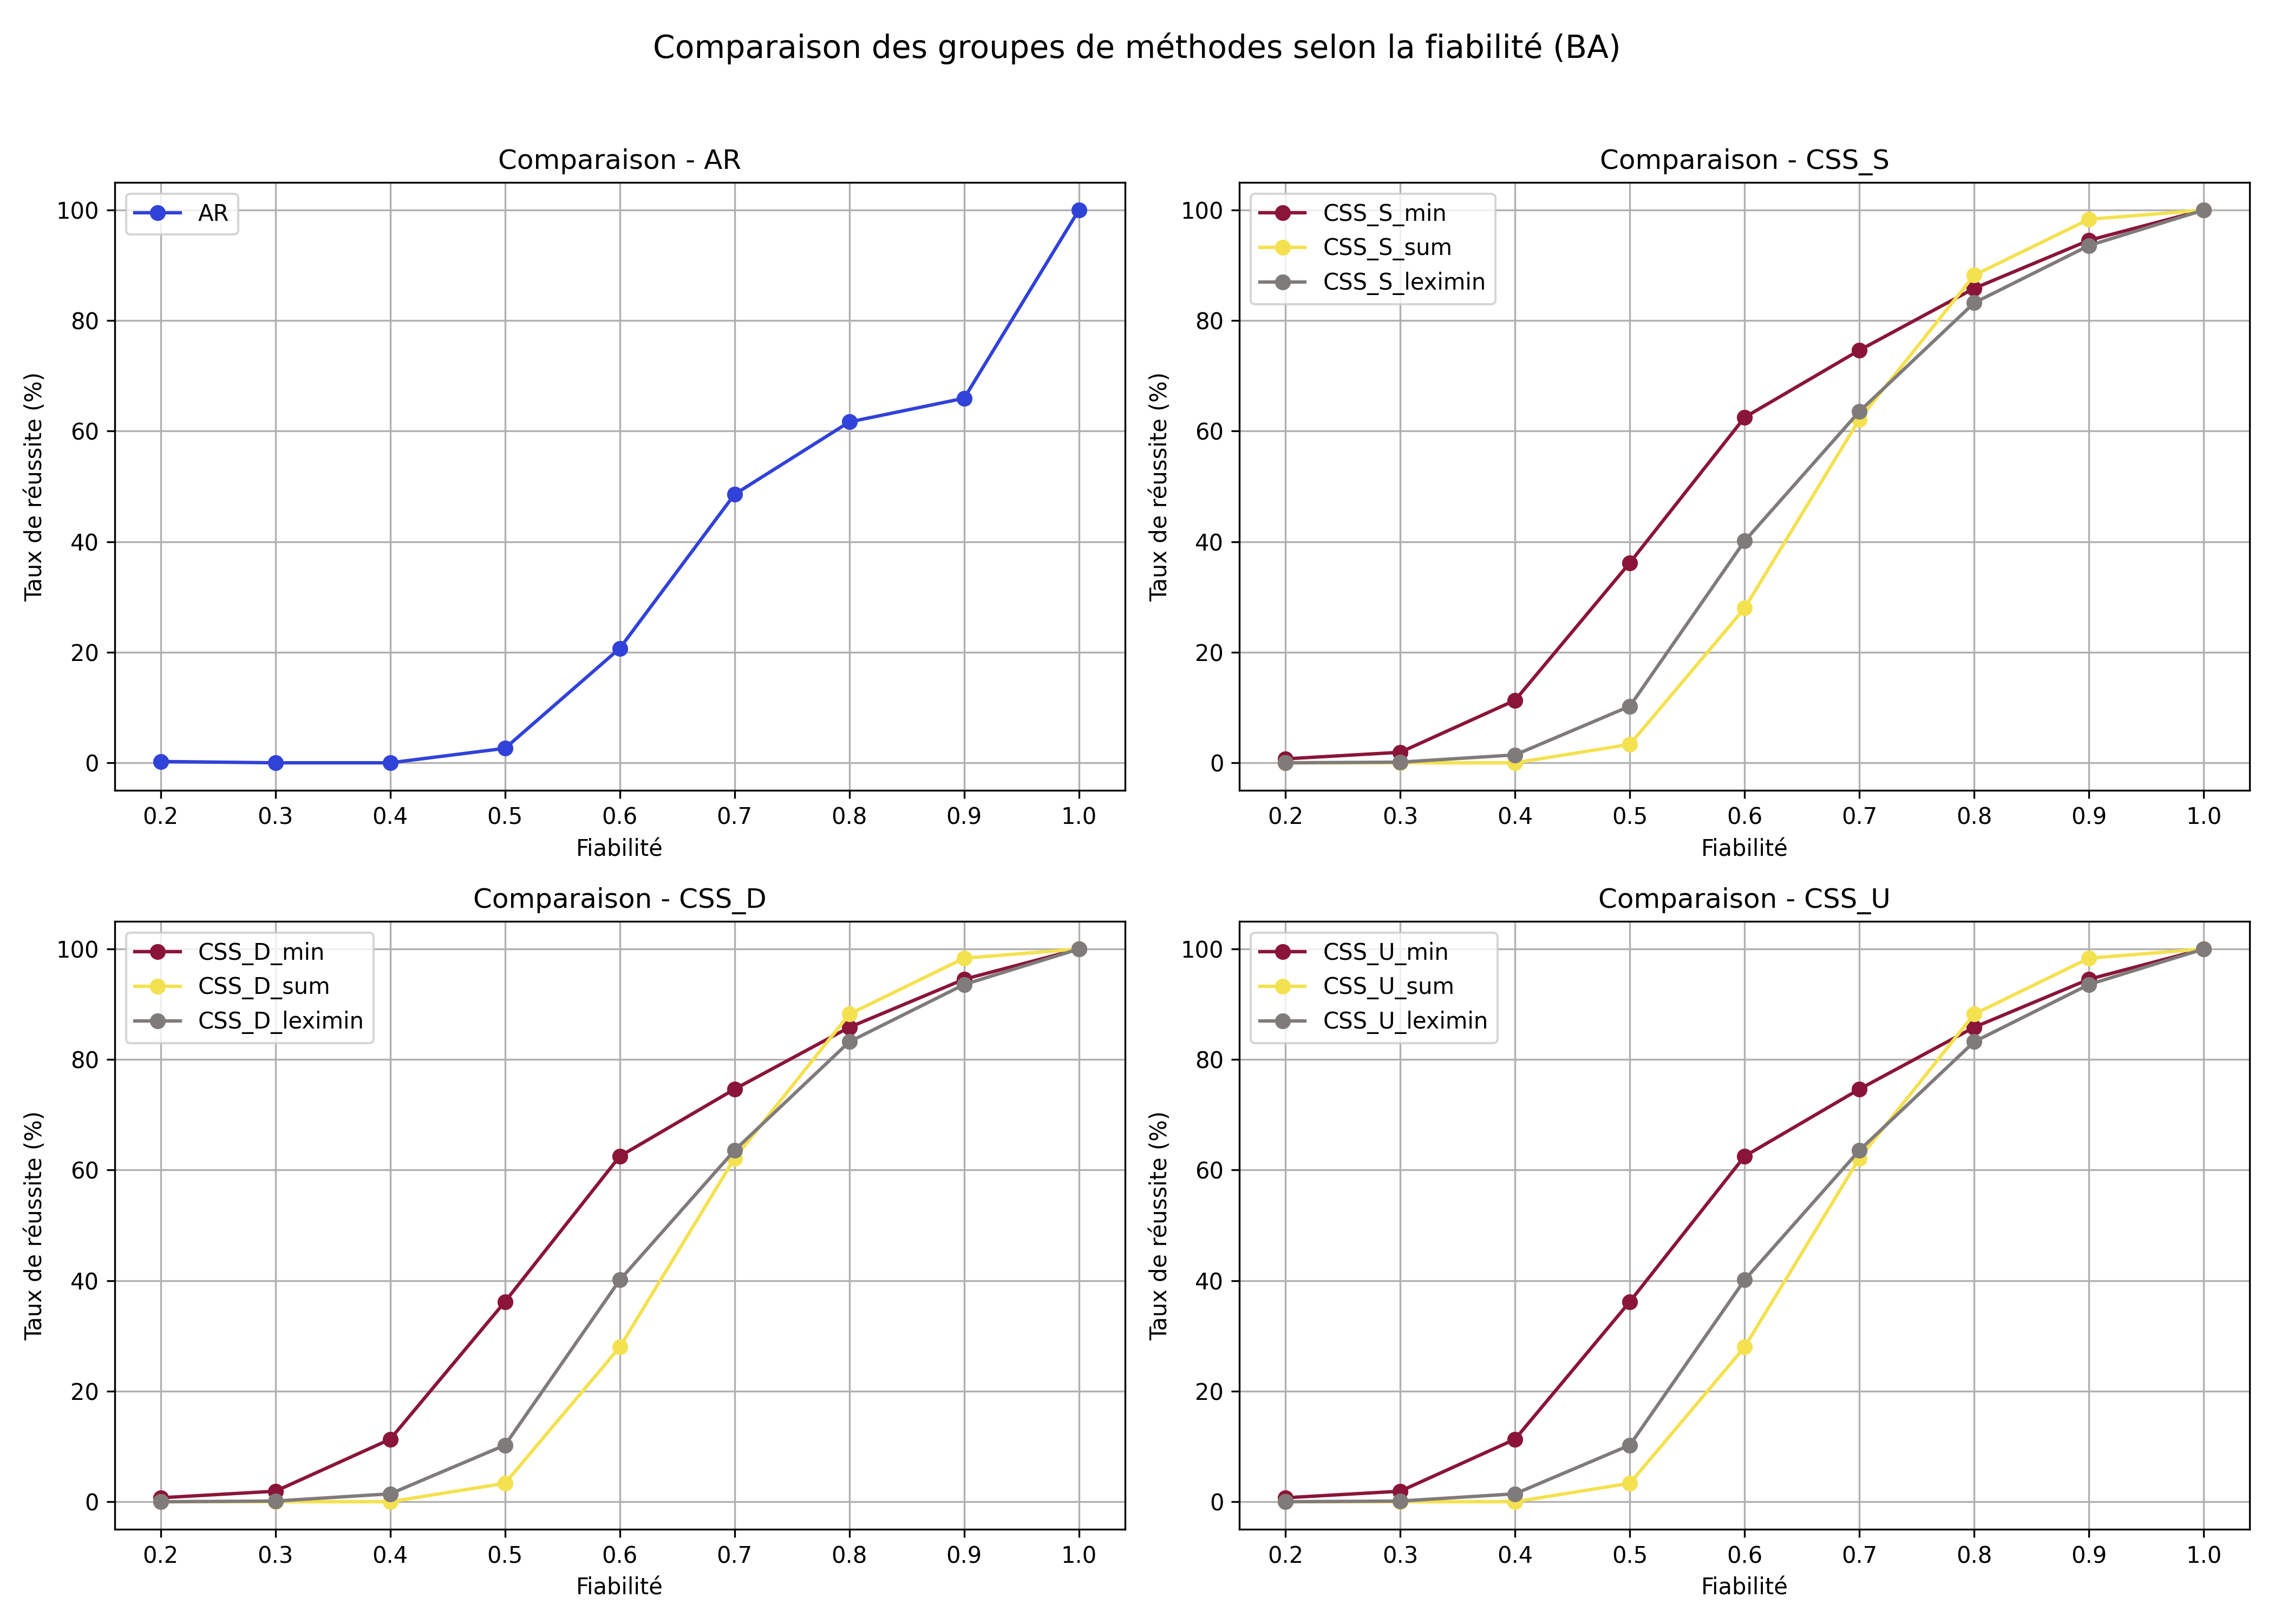 Comparaison des groupes de méthodes selon la fiabilité (BA)
Comparaison - AR
AR
Taux de réussite (%)
100
80
60
40
20
0
0.2 0.3 0.4 0.5 0.6 0.7 0.8 0.9 1.0
Fiabilité
Comparaison - CSS_S
CSS_S_min
CSS_S_sum
CSS_S_leximin
Taux de réussite (%)
100
80
60
40
20
0
0.2 0.3 0.4 0.5 0.6 0.7 0.8 0.9 1.0
Fiabilité
Comparaison - CSS_D
CSS_D_min
CSS_D_sum
CSS_D_leximin
Taux de réussite (%)
100
80
60
40
20
0
0.2 0.3 0.4 0.5 0.6 0.7 0.8 0.9 1.0
Fiabilité
Comparaison - CSS_U
CSS_U_min
CSS_U_sum
CSS_U_leximin
Taux de réussite (%)
100
80
60
40
20
0
0.2 0.3 0.4 0.5 0.6 0.7 0.8 0.9 1.0
Fiabilité